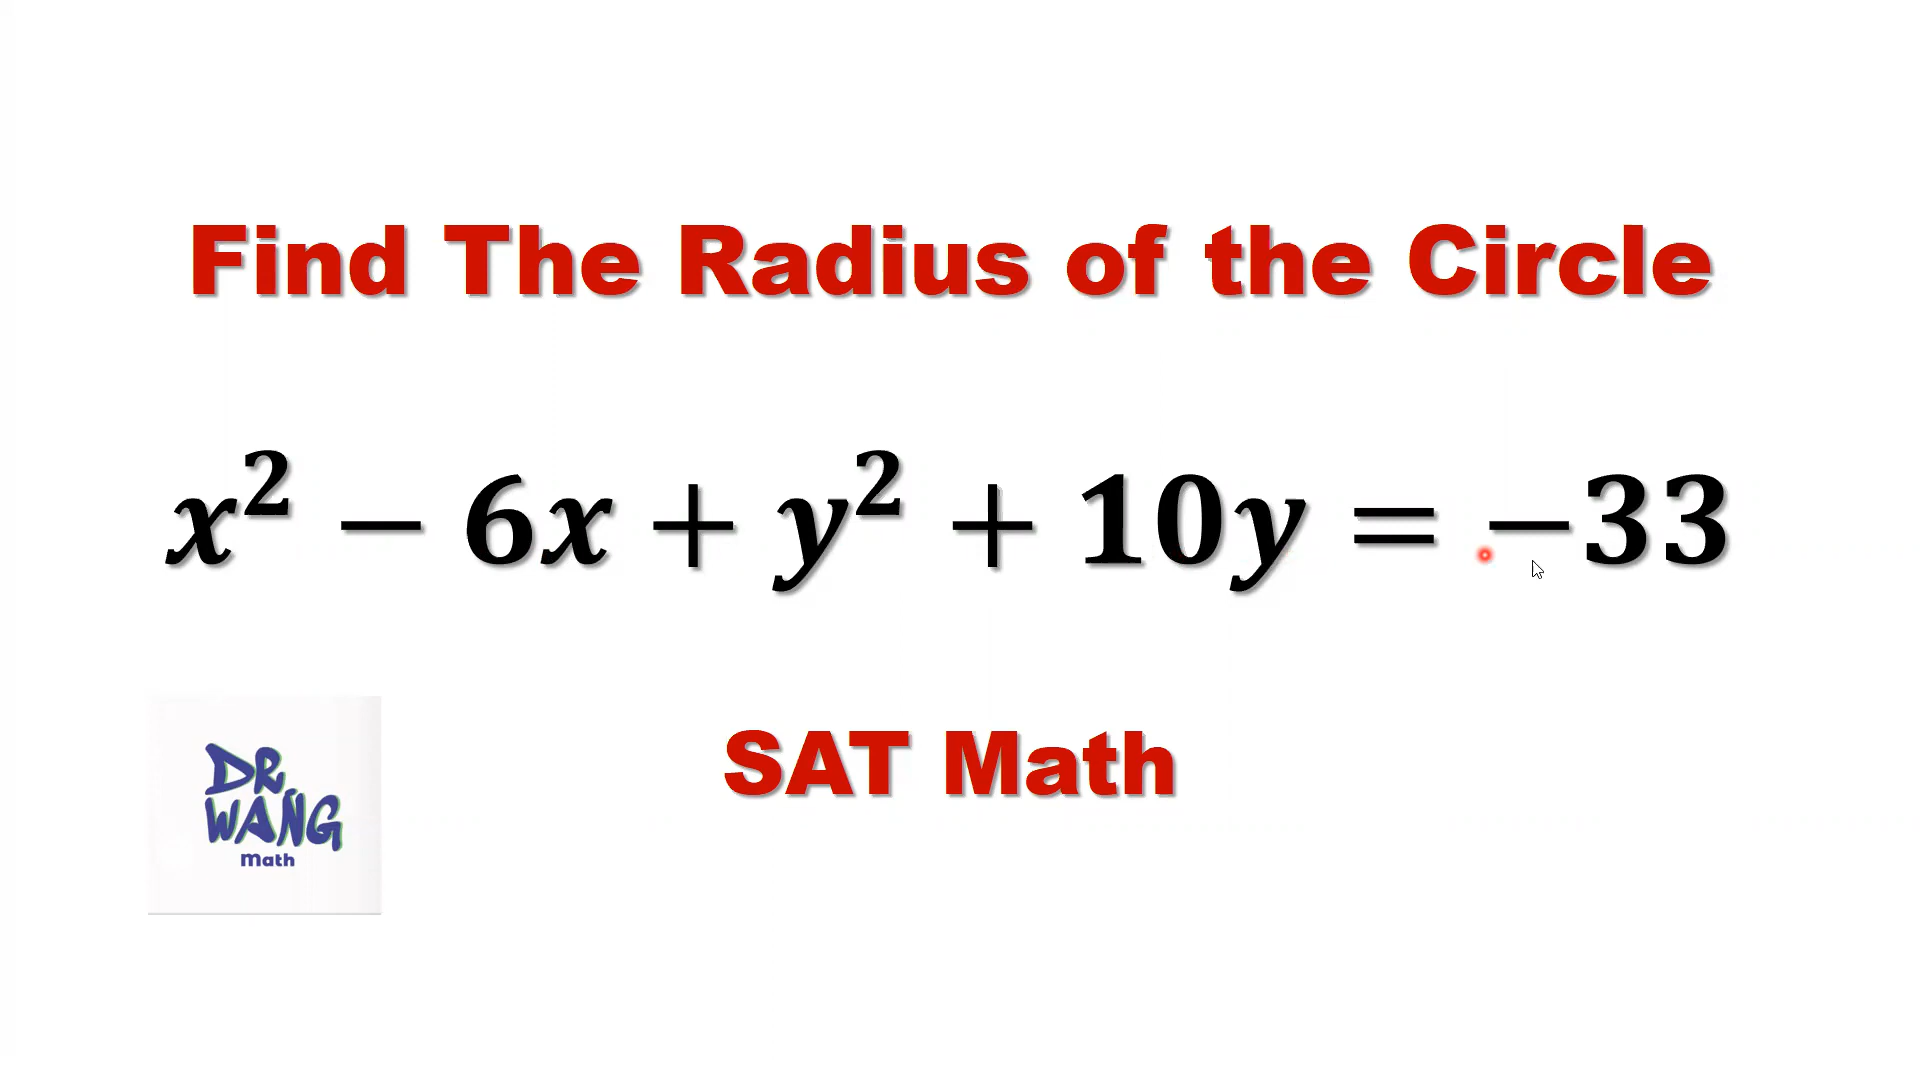 Find The Radius of the Circle
x² − 6x + y² + 10y = −33
SAT Math
DR
WANG
math